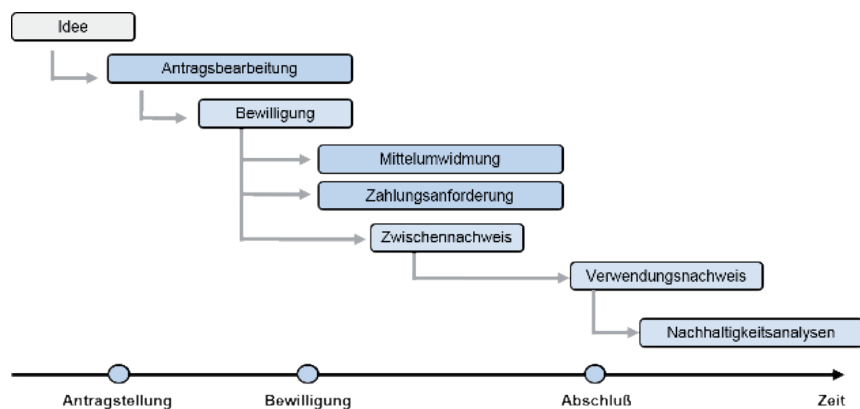 Idee
Antragsbearbeitung
Bewilligung
Mittelumwidmung
Zahlungsanforderung
Zwischennachweis
Verwendungsnachweis
Nachhaltigkeitsanalysen
Antragstellung Bewilligung Abschluß Zeit